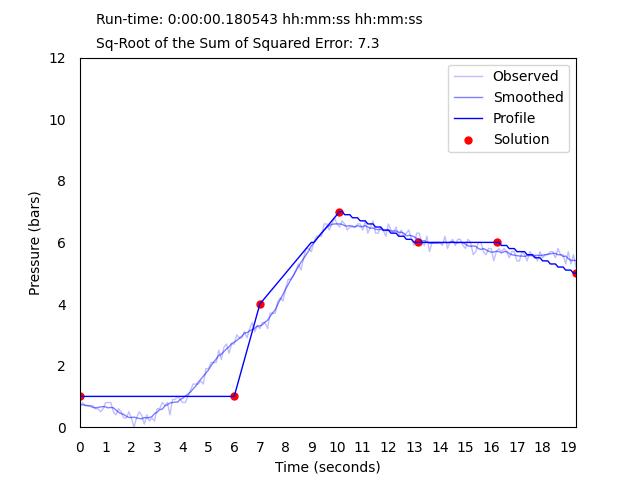 Run-time: 0:00:00.180543 hh:mm:ss hh:mm:ss
Sq-Root of the Sum of Squared Error: 7.3
Observed
Smoothed
Profile
Solution
12
10
8
6
4
2
0
Pressure (bars)
0 1 2 3 4 5 6 7 8 9 10 11 12 13 14 15 16 17 18 19
Time (seconds)